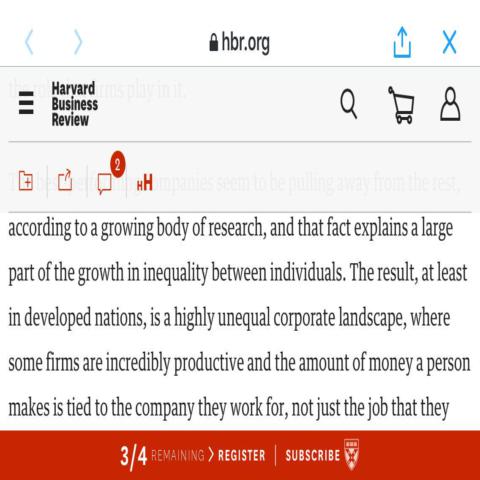 hbr.org
the role that firms play in it.
Harvard
Business
Review
2
HH
The best-performing companies seem to be pulling away from the rest,
according to a growing body of research, and that fact explains a large
part of the growth in inequality between individuals. The result, at least
in developed nations, is a highly unequal corporate landscape, where
some firms are incredibly productive and the amount of money a person
makes is tied to the company they work for, not just the job that they
3/4 REMAINING > REGISTER | SUBSCRIBE